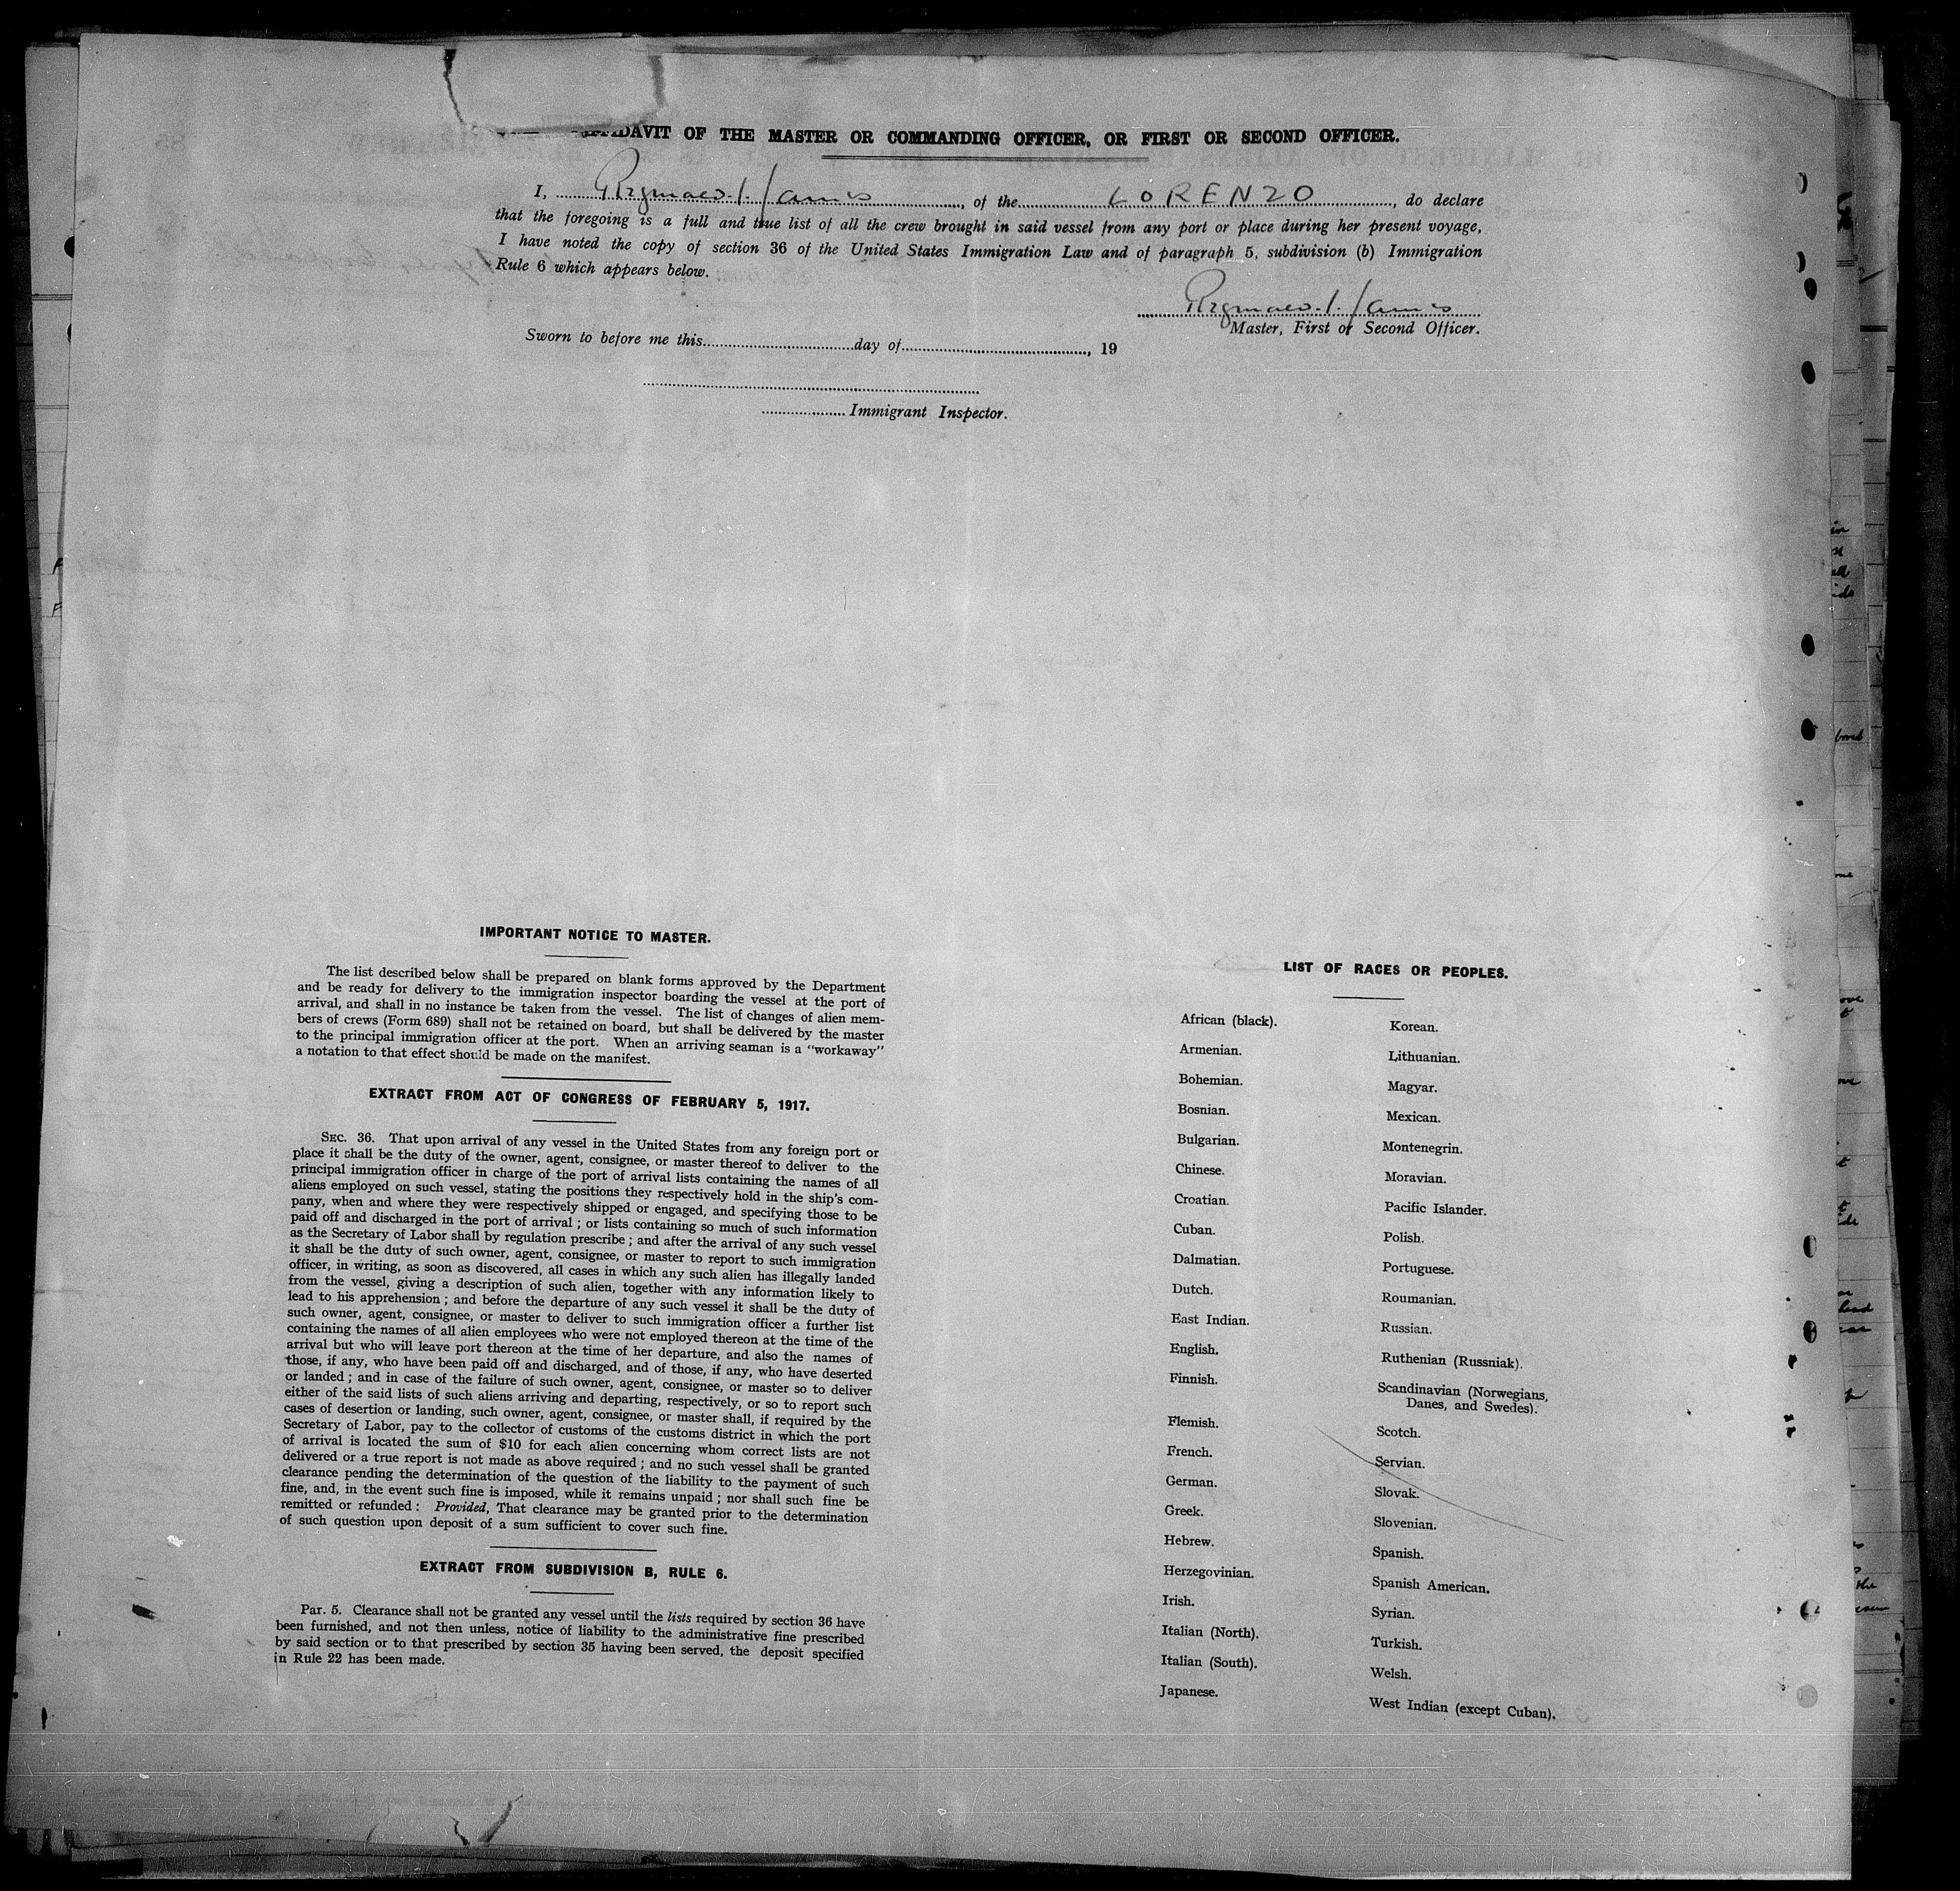 AFFIDAVIT OF THE MASTER OR COMMANDING OFFICER, OR FIRST OR SECOND OFFICER.
I, Reginald. I. of the LORENZO, do declare
that the foregoing is a full and true list of all the crew brought in said vessel from any port or place during her present voyage,
I have noted the copy of section 36 of the United States Immigration Law and of paragraph 5, subdivision (b) Immigration
Rule 6 which appears below.
Reginald. I.
Master, First or Second Officer.
Sworn to before me this day of , 19
Immigrant Inspector.
IMPORTANT NOTICE TO MASTER.
The list described below shall be prepared on blank forms approved by the Department
and be ready for delivery to the immigration inspector boarding the vessel at the port of
arrival, and shall in no instance be taken from the vessel. The list of changes of alien mem-
bers of crews (Form 689) shall not be retained on board, but shall be delivered by the master
to the principal immigration officer at the port. When an arriving seaman is a "workaway"
a notation to that effect should be made on the manifest.
EXTRACT FROM ACT OF CONGRESS OF FEBRUARY 5, 1917.
SEC. 36. That upon arrival of any vessel in the United States from any foreign port or
place it shall be the duty of the owner, agent, consignee, or master thereof to deliver to the
principal immigration officer in charge of the port of arrival lists containing the names of all
aliens employed on such vessel, stating the positions they respectively hold in the ship's com-
pany, when and where they were respectively shipped or engaged, and specifying those to be
paid off and discharged in the port of arrival; or lists containing so much of such information
as the Secretary of Labor shall by regulation prescribe; and after the arrival of any such vessel
it shall be the duty of such owner, agent, consignee, or master to report to such immigration
officer, in writing, as soon as discovered, all cases in which any such alien has illegally landed
from the vessel, giving a description of such alien, together with any information likely to
lead to his apprehension; and before the departure of any such vessel it shall be the duty of
such owner, agent, consignee, or master to deliver to such immigration officer a further list
containing the names of all alien employees who were not employed thereon at the time of the
arrival but who will leave port thereon at the time of her departure, and also the names of
those, if any, who have been paid off and discharged, and of those, if any, who have deserted
or landed; and in case of the failure of such owner, agent, consignee, or master so to deliver
either of the said lists of such aliens arriving and departing, respectively, or so to report such
cases of desertion or landing, such owner, agent, consignee, or master shall, if required by the
Secretary of Labor, pay to the collector of customs of the customs district in which the port
of arrival is located the sum of $10 for each alien concerning whom correct lists are not
delivered or a true report is not made as above required; and no such vessel shall be granted
clearance pending the determination of the question of the liability to the payment of such
fine, and, in the event such fine is imposed, while it remains unpaid; nor shall such fine be
remitted or refunded: Provided, That clearance may be granted prior to the determination
of such question upon deposit of a sum sufficient to cover such fine.
EXTRACT FROM SUBDIVISION B, RULE 6.
Par. 5. Clearance shall not be granted any vessel until the lists required by section 36 have
been furnished, and not then unless, notice of liability to the administrative fine prescribed
by said section or to that prescribed by section 35 having been served, the deposit specified
in Rule 22 has been made.
LIST OF RACES OR PEOPLES.
African (black).
Armenian.
Bohemian.
Bosnian.
Bulgarian.
Chinese.
Croatian.
Cuban.
Dalmatian.
Dutch.
East Indian.
English.
Finnish.
Flemish.
French.
German.
Greek.
Hebrew.
Herzegovinian.
Irish.
Italian (North).
Italian (South).
Japanese.
Korean.
Lithuanian.
Magyar.
Mexican.
Montenegrin.
Moravian.
Pacific Islander.
Polish.
Portuguese.
Roumanian.
Russian.
Ruthenian (Russniak).
Scandinavian (Norwegians,
Danes, and Swedes).
Scotch.
Servian.
Slovak.
Slovenian.
Spanish.
Spanish American.
Syrian.
Turkish.
Welsh.
West Indian (except Cuban).